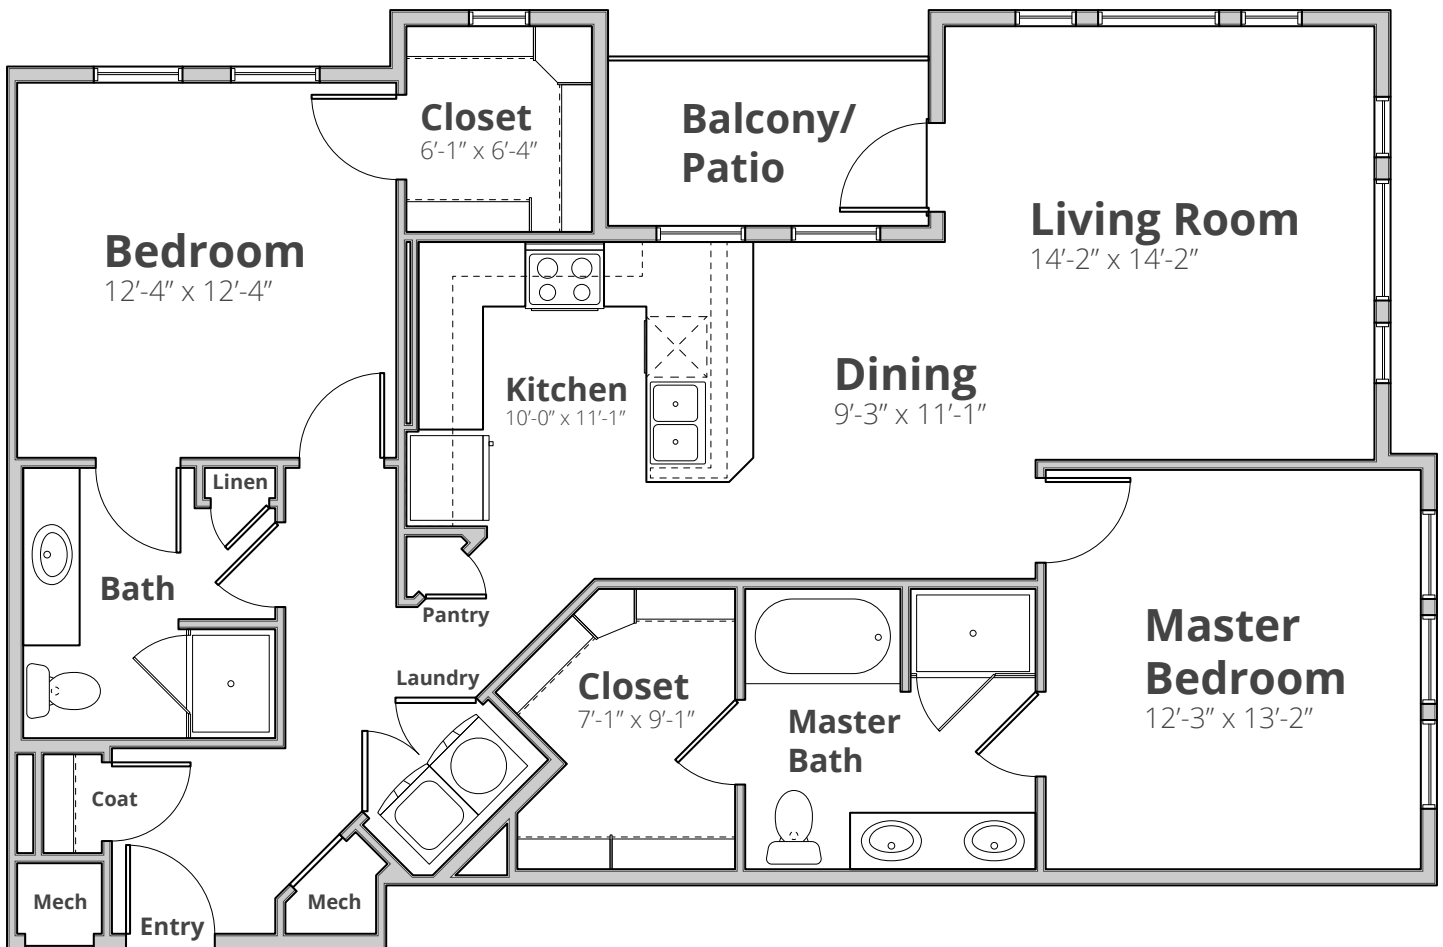 Closet
6’-1” x 6’-4”
Balcony/
Patio
Living Room
14’-2” x 14’-2”
Bedroom
12’-4” x 12’-4”
Kitchen
10’-0” x 11’-1”
Dining
9’-3” x 11’-1”
Linen
Bath
Pantry
Laundry
Closet
7’-1” x 9’-1”
Master
Bath
Master
Bedroom
12’-3” x 13’-2”
Coat
Mech
Entry
Mech